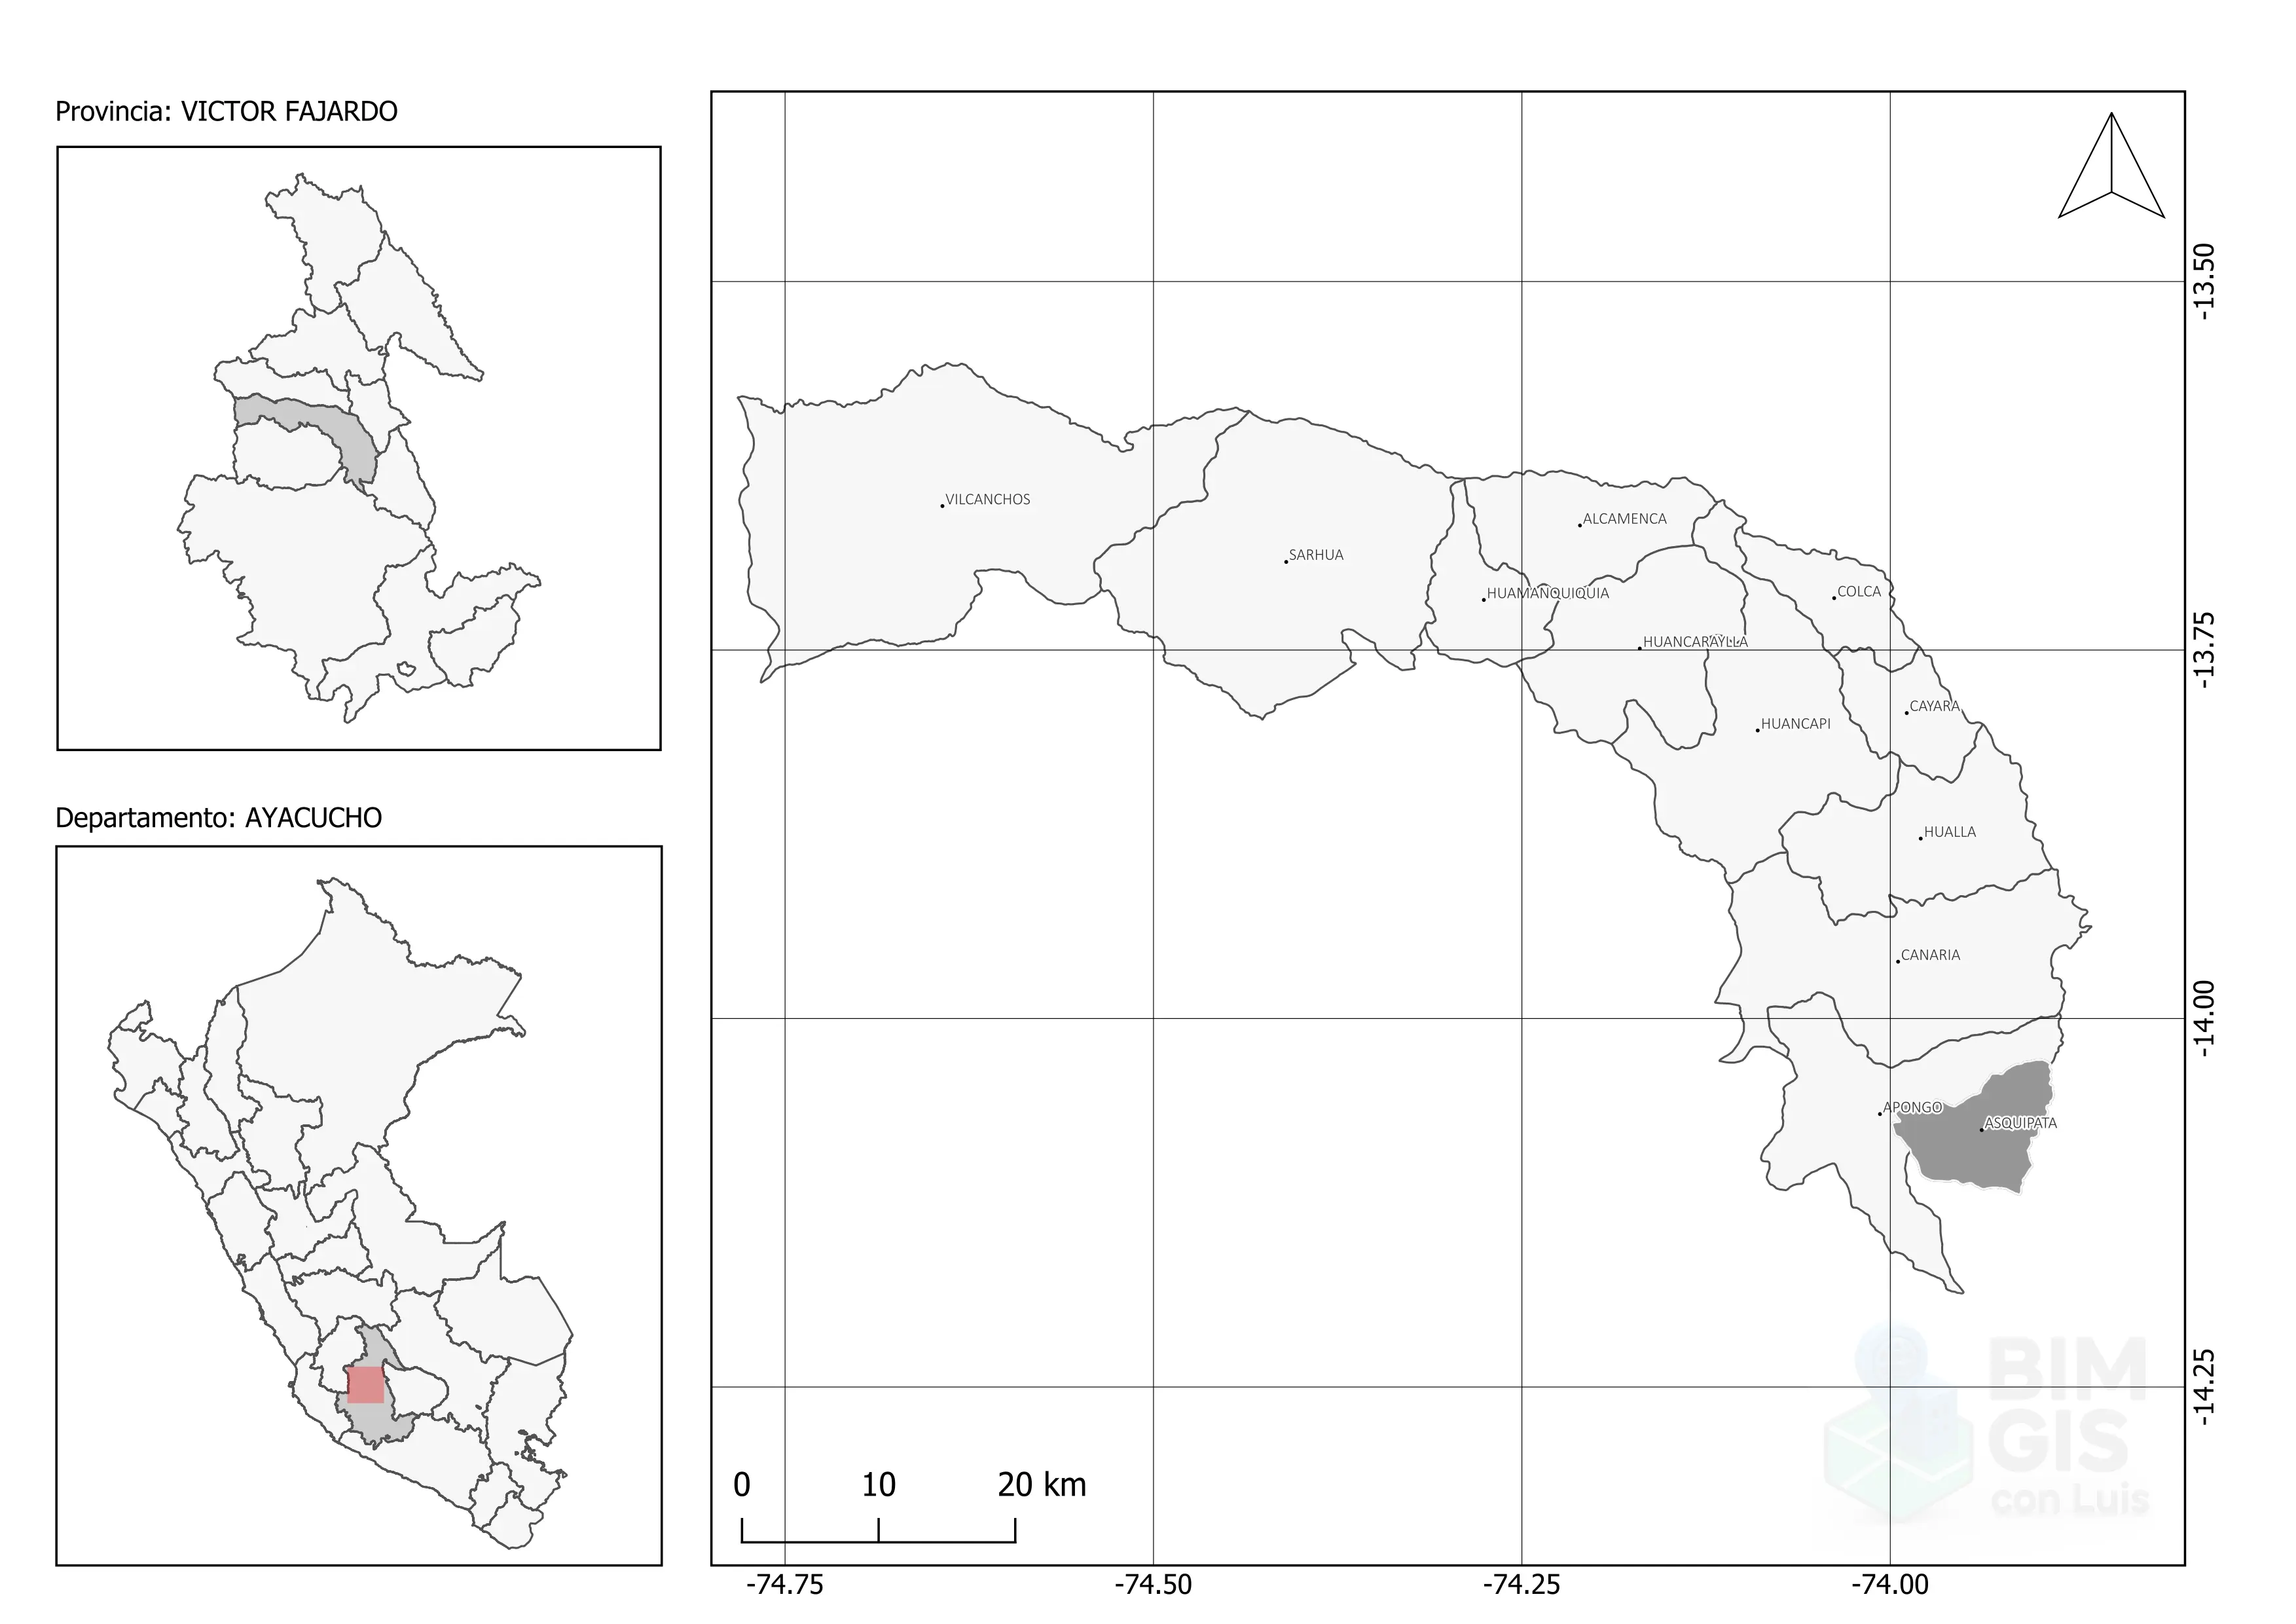 Provincia: VICTOR FAJARDO
Departamento: AYACUCHO
VILCANCHOS
SARHUA
ALCAMENCA
HUAMANQUIQUIA
COLCA
HUANCARAYLLA
CAYARA
HUANCAPI
HUALLA
CANARIA
APONGO
ASQUIPATA
-13.50
-13.75
-14.00
-14.25
BIM
GIS
con Luis
0 10 20 km
-74.75 -74.50 -74.25 -74.00